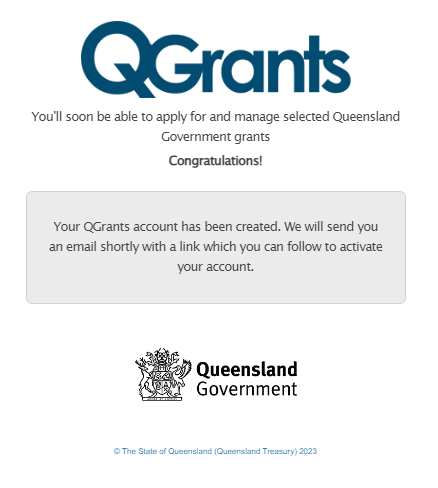 QGrants
You'll soon be able to apply for and manage selected Queensland
Government grants
Congratulations!
Your QGrants account has been created. We will send you
an email shortly with a link which you can follow to activate
your account.
Queensland
Government
© The State of Queensland (Queensland Treasury) 2023